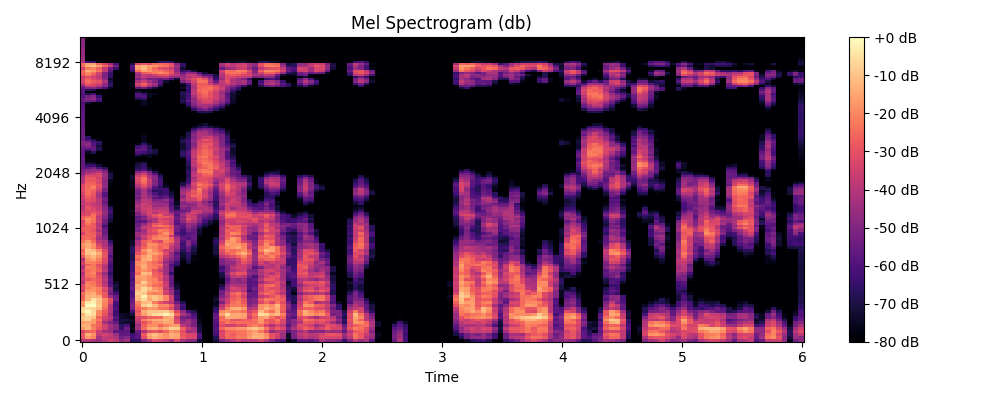 Mel Spectrogram (db)
Hz
8192
4096
2048
1024
512
0
0 1 2 3 4 5 6
Time
+0 dB
-10 dB
-20 dB
-30 dB
-40 dB
-50 dB
-60 dB
-70 dB
-80 dB